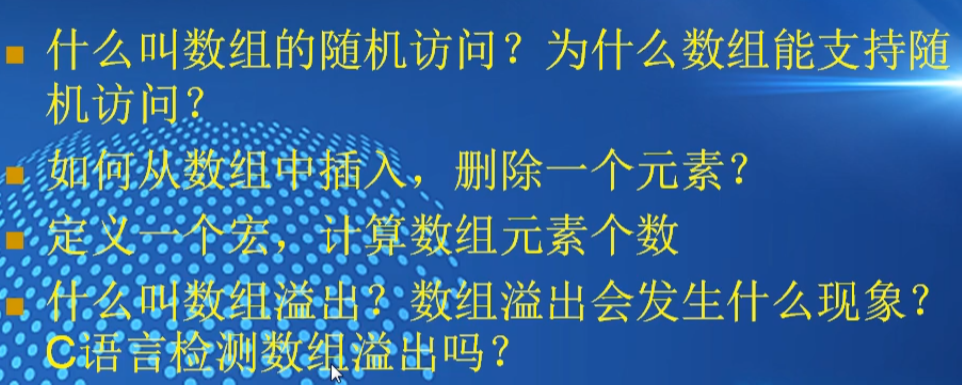 什么叫数组的随机访问？为什么数组能支持随
机访问？
如何从数组中插入，删除一个元素？
定义一个宏，计算数组元素个数
什么叫数组溢出？数组溢出会发生什么现象？
C语言检测数组溢出吗？